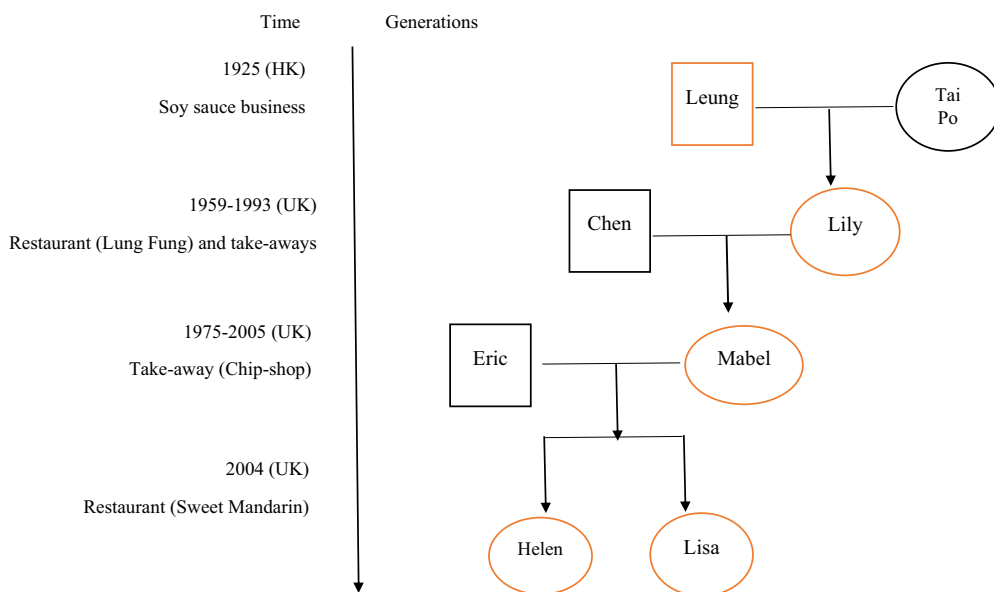 Time
Generations
1925 (HK)
Soy sauce business
Leung
Tai
Po
1959-1993 (UK)
Restaurant (Lung Fung) and take-aways
Chen
Lily
1975-2005 (UK)
Take-away (Chip-shop)
Eric
Mabel
2004 (UK)
Restaurant (Sweet Mandarin)
Helen
Lisa